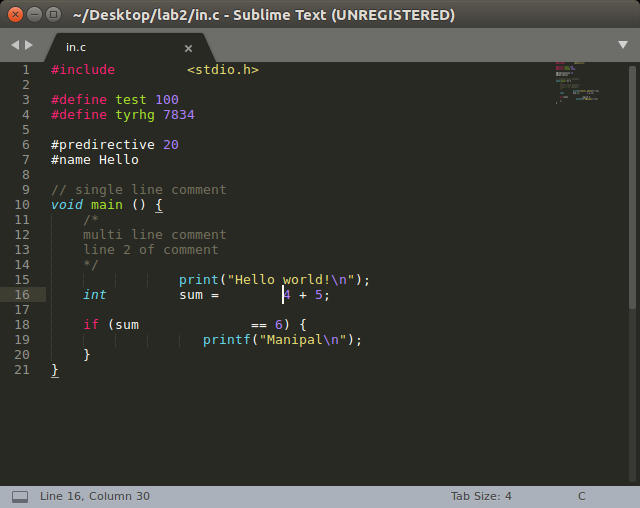 ~/Desktop/lab2/in.c - Sublime Text (UNREGISTERED)
in.c
1 #include <stdio.h>
2
3 #define test 100
4 #define tyrhg 7834
5
6 #predirective 20
7 #name Hello
8
9 // single line comment
10 void main () {
11 /*
12 multi line comment
13 line 2 of comment
14 */
15 print("Hello world!\n");
16 int sum = 4 + 5;
17
18 if (sum == 6) {
19 printf("Manipal\n");
20 }
21 }
Line 16, Column 30 Tab Size: 4 C